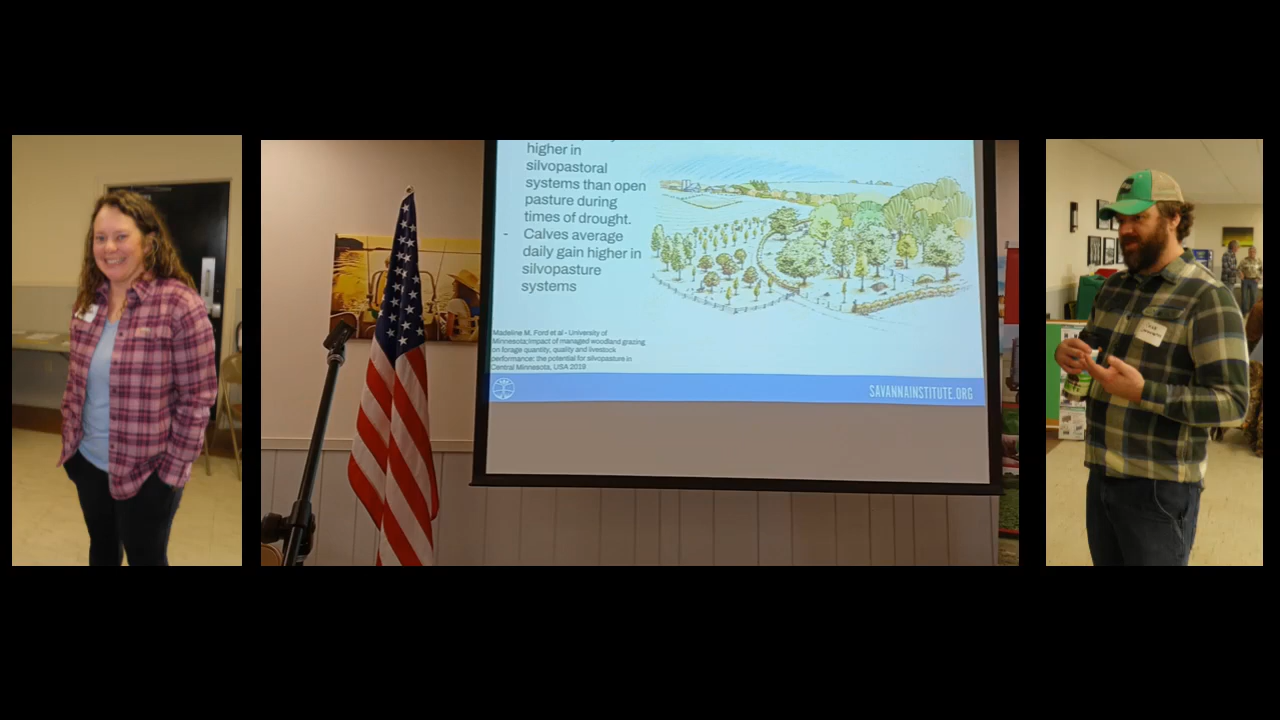 higher in
silvopastoral
systems than open
pasture during
times of drought.
- Calves average
daily gain higher in
silvopasture
systems
Madeline M. Ford et al - University of
Minnesota;Impact of managed woodland grazing
on forage quantity, quality and livestock
performance: the potential for silvopasture in
Central Minnesota, USA 2019
SAVANNAINSTITUTE.ORG